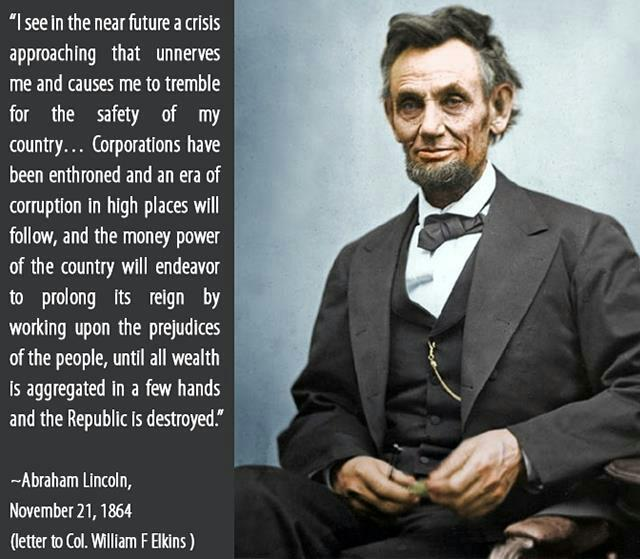 “I see in the near future a crisis
approaching that unnerves
me and causes me to tremble
for the safety of my
country… Corporations have
been enthroned and an era of
corruption in high places will
follow, and the money power
of the country will endeavor
to prolong its reign by
working upon the prejudices
of the people, until all wealth
is aggregated in a few hands
and the Republic is destroyed.”
~Abraham Lincoln,
November 21, 1864
(letter to Col. William F Elkins )